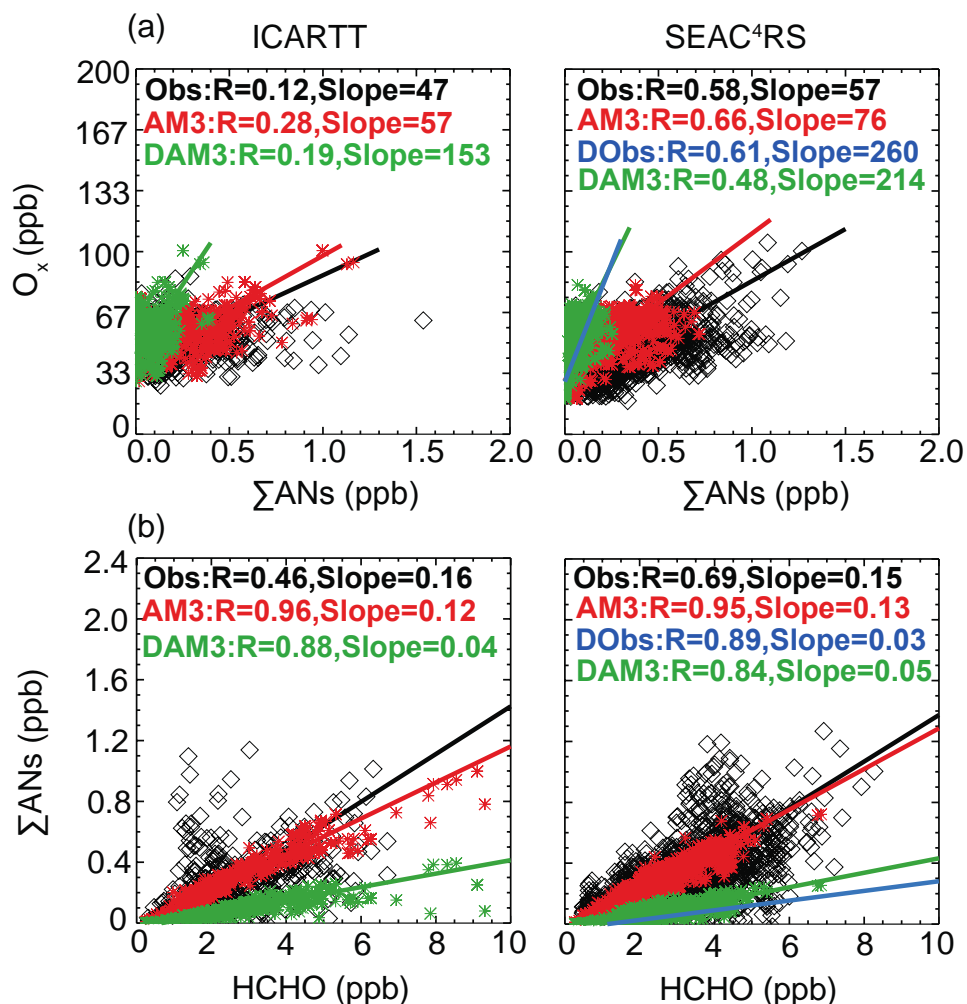 (a)
ICARTT
SEAC⁴RS
Obs:R=0.12,Slope=47
AM3:R=0.28,Slope=57
DAM3:R=0.19,Slope=153
Obs:R=0.58,Slope=57
AM3:R=0.66,Slope=76
DObs:R=0.61,Slope=260
DAM3:R=0.48,Slope=214
200
167
133
100
67
33
0
Oₓ (ppb)
0.0 0.5 1.0 1.5 2.0
0.0 0.5 1.0 1.5 2.0
∑ANs (ppb)
∑ANs (ppb)
(b)
Obs:R=0.46,Slope=0.16
AM3:R=0.96,Slope=0.12
DAM3:R=0.88,Slope=0.04
Obs:R=0.69,Slope=0.15
AM3:R=0.95,Slope=0.13
DObs:R=0.89,Slope=0.03
DAM3:R=0.84,Slope=0.05
2.4
2.0
1.6
1.2
0.8
0.4
0
∑ANs (ppb)
0 2 4 6 8 10
0 2 4 6 8 10
HCHO (ppb)
HCHO (ppb)